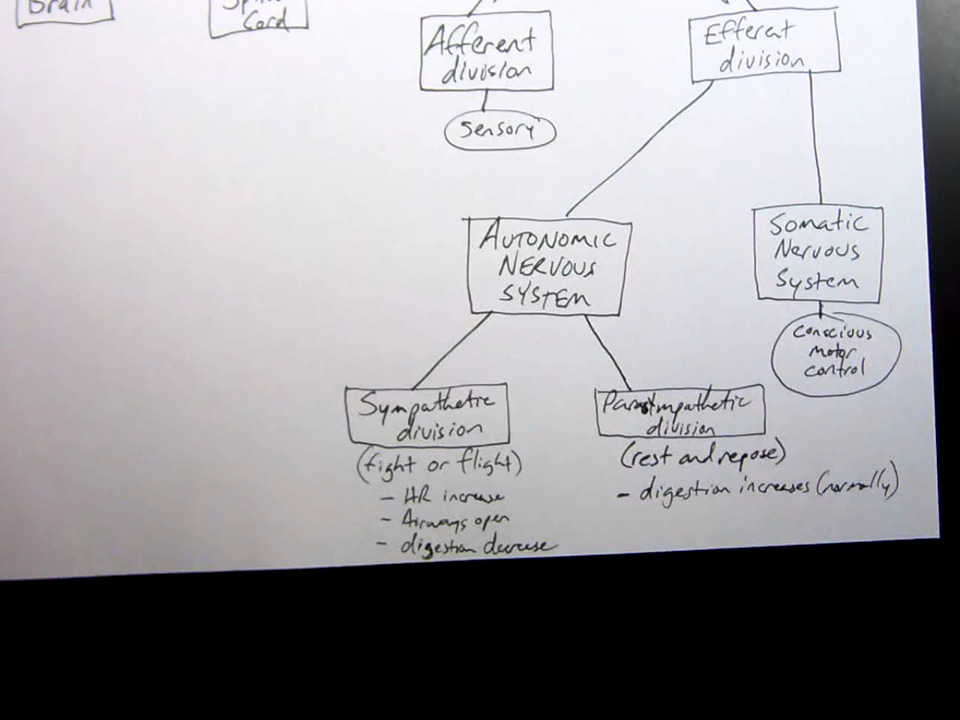 Brain
Spinal
Cord
Afferent
division
Sensory
Efferent
division
AUTONOMIC
NERVOUS
SYSTEM
Somatic
Nervous
System
Conscious
motor
control
Sympathetic
division
(fight or flight)
- HR increase
- Airways open
- digestion decrease
Parasympathetic
division
(rest and repose)
- digestion increases (normally)